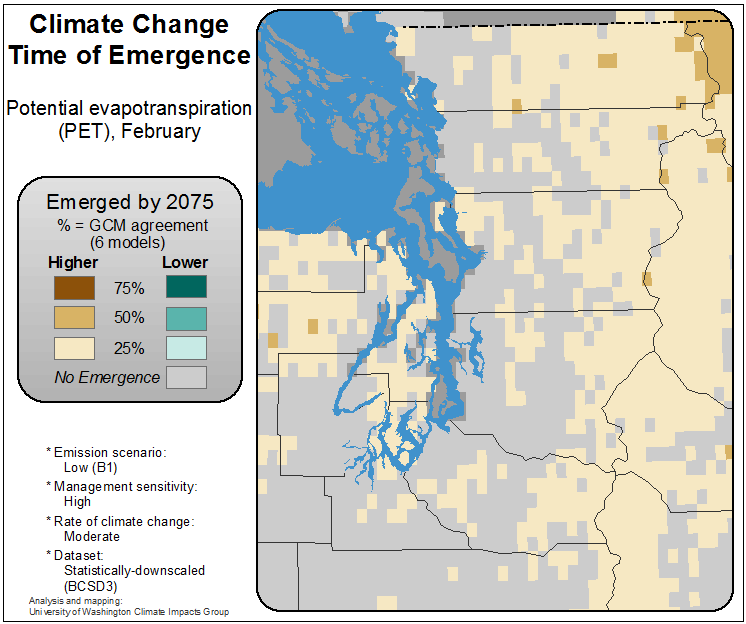 Climate Change
Time of Emergence
Potential evapotranspiration
(PET), February
Emerged by 2075
% = GCM agreement
(6 models)
Higher Lower
75%
50%
25%
No Emergence
* Emission scenario:
Low (B1)
* Management sensitivity:
High
* Rate of climate change:
Moderate
* Dataset:
Statistically-downscaled
(BCSD3)
Analysis and mapping:
University of Washington Climate Impacts Group